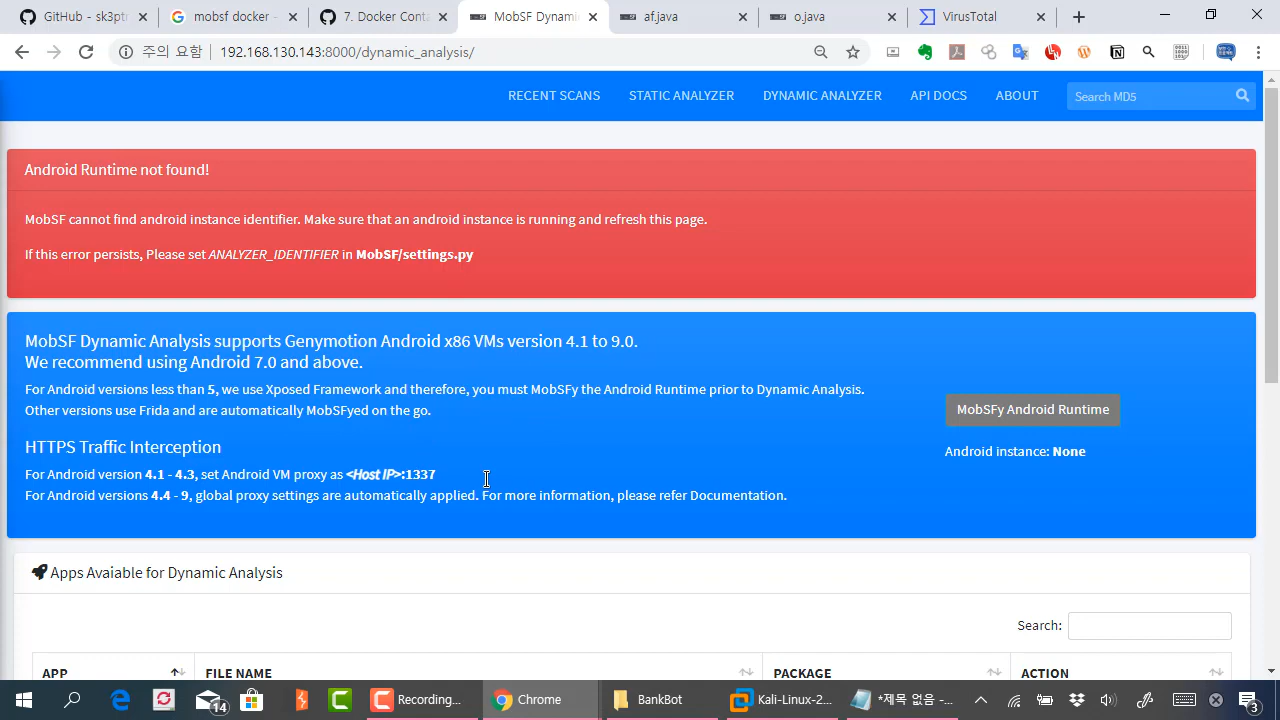 GitHub - sk3ptr
mobsf docker -
7. Docker Conta
MobSF Dynami
af.java
o.java
VirusTotal
주의 요함
192.168.130.143:8000/dynamic_analysis/
RECENT SCANS
STATIC ANALYZER
DYNAMIC ANALYZER
API DOCS
ABOUT
Search MD5
Android Runtime not found!
MobSF cannot find android instance identifier. Make sure that an android instance is running and refresh this page.
If this error persists, Please set ANALYZER_IDENTIFIER in MobSF/settings.py
MobSF Dynamic Analysis supports Genymotion Android x86 VMs version 4.1 to 9.0.
We recommend using Android 7.0 and above.
For Android versions less than 5, we use Xposed Framework and therefore, you must MobSFy the Android Runtime prior to Dynamic Analysis.
Other versions use Frida and are automatically MobSFyed on the go.
MobSFy Android Runtime
Android instance: None
HTTPS Traffic Interception
For Android version 4.1 - 4.3, set Android VM proxy as <Host IP>:1337
For Android versions 4.4 - 9, global proxy settings are automatically applied. For more information, please refer Documentation.
Apps Avaiable for Dynamic Analysis
Search:
APP
FILE NAME
PACKAGE
ACTION
14
Recording...
Chrome
BankBot
Kali-Linux-2...
*제목 없음 -...
3